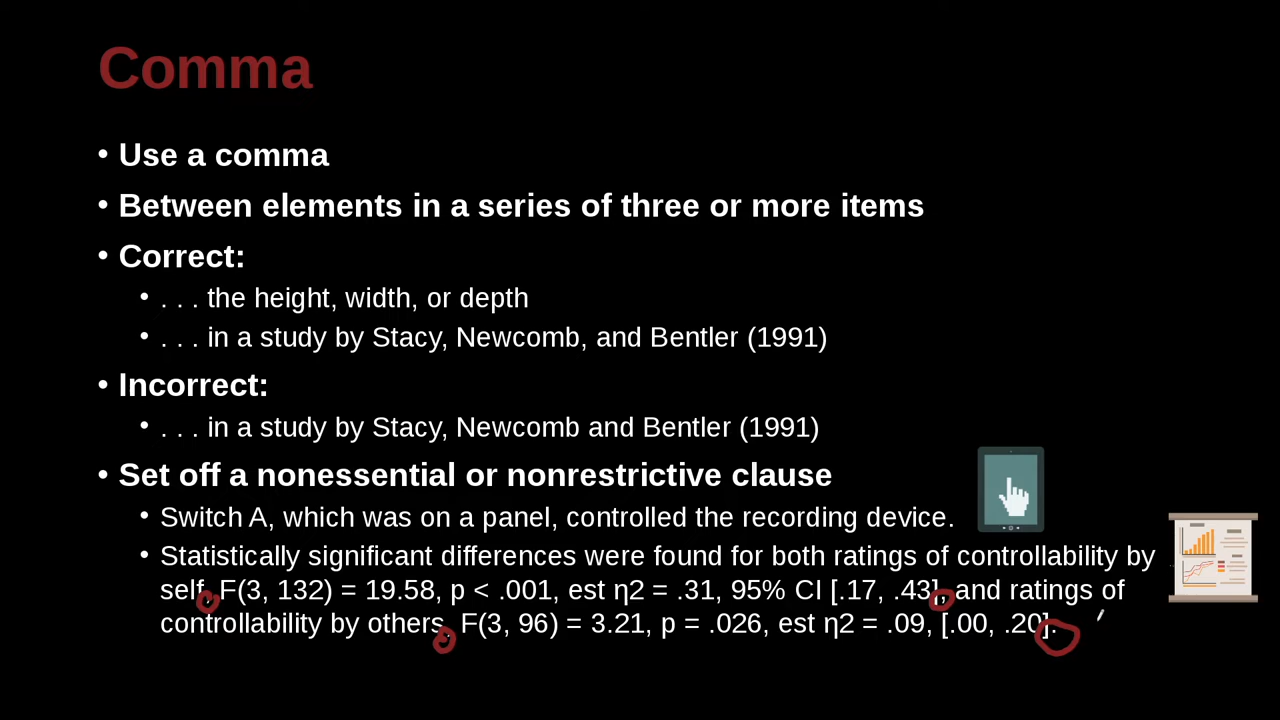 Comma
• Use a comma
• Between elements in a series of three or more items
• Correct:
• . . . the height, width, or depth
• . . . in a study by Stacy, Newcomb, and Bentler (1991)
• Incorrect:
• . . . in a study by Stacy, Newcomb and Bentler (1991)
• Set off a nonessential or nonrestrictive clause
• Switch A, which was on a panel, controlled the recording device.
• Statistically significant differences were found for both ratings of controllability by
self, F(3, 132) = 19.58, p < .001, est η2 = .31, 95% CI [.17, .43], and ratings of
controllability by others, F(3, 96) = 3.21, p = .026, est η2 = .09, [.00, .20].